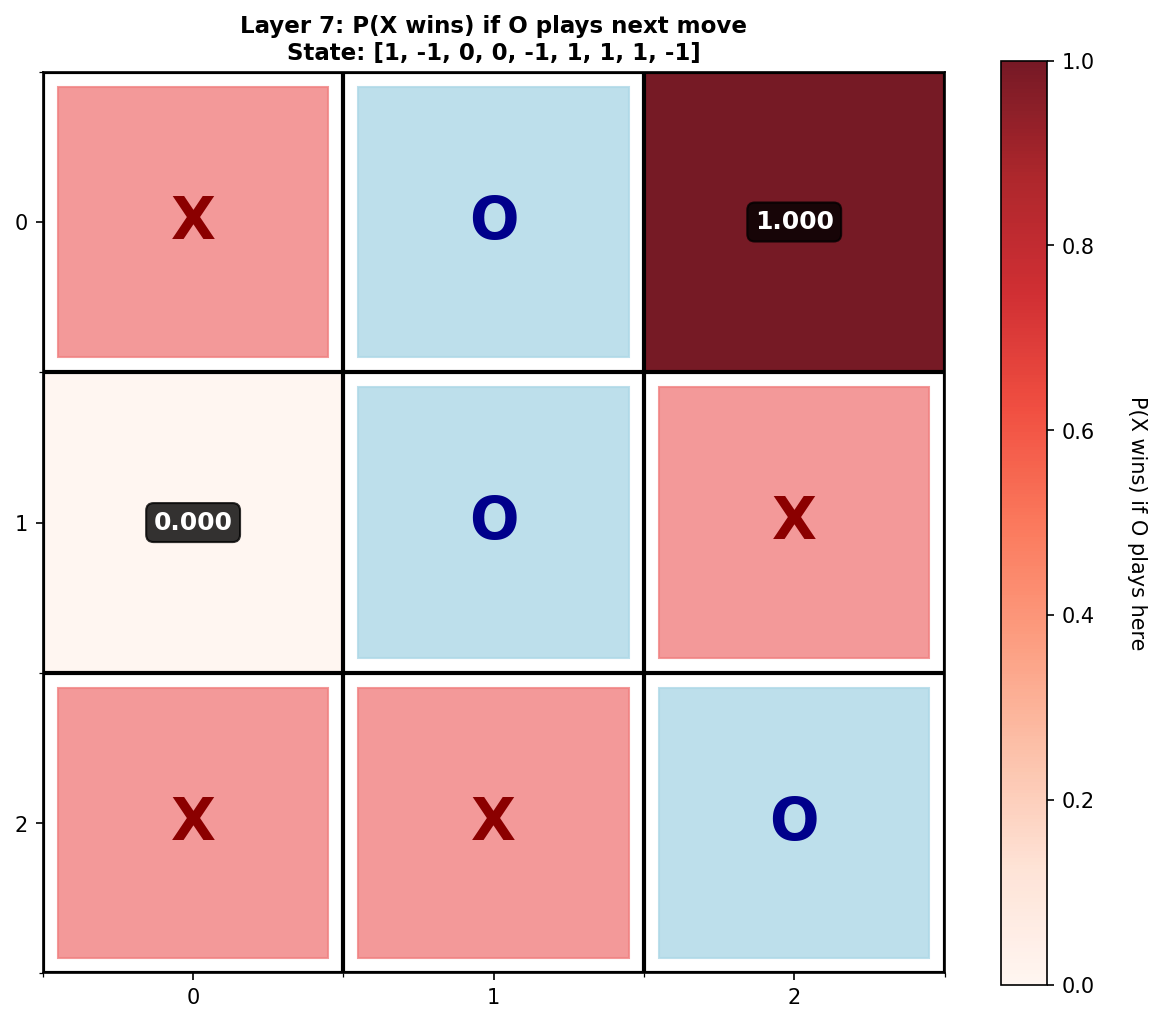 Layer 7: P(X wins) if O plays next move
State: [1, -1, 0, 0, -1, 1, 1, 1, -1]
0
X
O
1.000
1
0.000
O
X
2
X
X
O
0
1
2
1.0
0.8
0.6
0.4
0.2
0.0
P(X wins) if O plays here